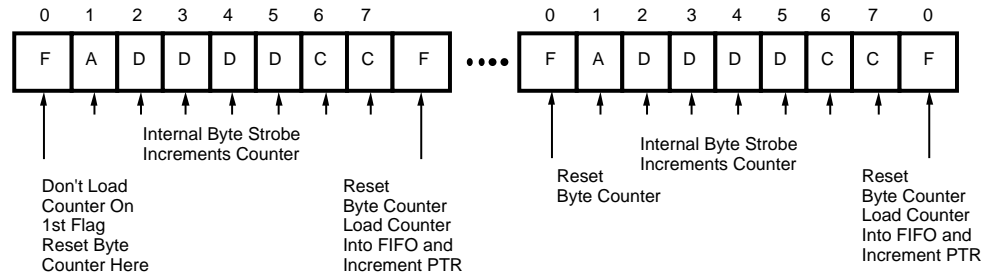 0 1 2 3 4 5 6 7 0 1 2 3 4 5 6 7 0
F A D D D D C C F •••• F A D D D D C C F
Internal Byte Strobe
Increments Counter
Internal Byte Strobe
Increments Counter
Don't Load
Counter On
1st Flag
Reset Byte
Counter Here
Reset
Byte Counter
Load Counter
Into FIFO and
Increment PTR
Reset
Byte Counter
Reset
Byte Counter
Load Counter
Into FIFO and
Increment PTR